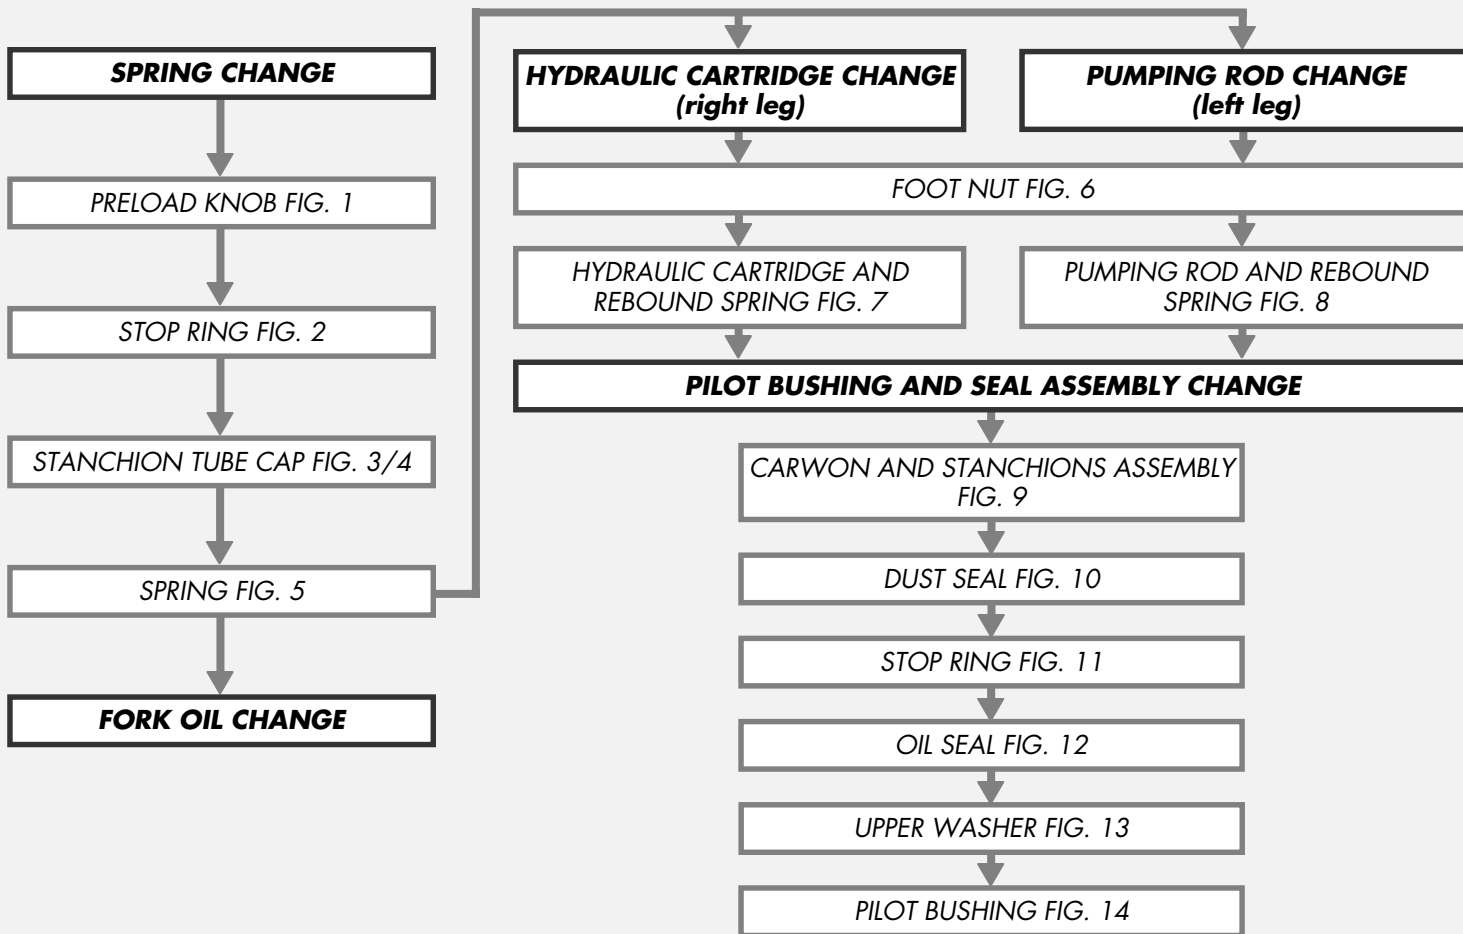 SPRING CHANGE
PRELOAD KNOB FIG. 1
STOP RING FIG. 2
STANCHION TUBE CAP FIG. 3/4
SPRING FIG. 5
FORK OIL CHANGE
HYDRAULIC CARTRIDGE CHANGE
(right leg)
PUMPING ROD CHANGE
(left leg)
FOOT NUT FIG. 6
HYDRAULIC CARTRIDGE AND
REBOUND SPRING FIG. 7
PUMPING ROD AND REBOUND
SPRING FIG. 8
PILOT BUSHING AND SEAL ASSEMBLY CHANGE
CARWON AND STANCHIONS ASSEMBLY
FIG. 9
DUST SEAL FIG. 10
STOP RING FIG. 11
OIL SEAL FIG. 12
UPPER WASHER FIG. 13
PILOT BUSHING FIG. 14